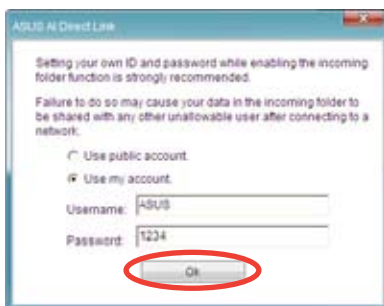 ASUS AI Direct Link
Setting your own ID and password while enabling the incoming
folder function is strongly recommended.
Failure to do so may cause your data in the incoming folder to
be shared with any other unallowable user after connecting to a
network.
Use public account.
Use my account.
Username: ASUS
Password: 1234
Ok